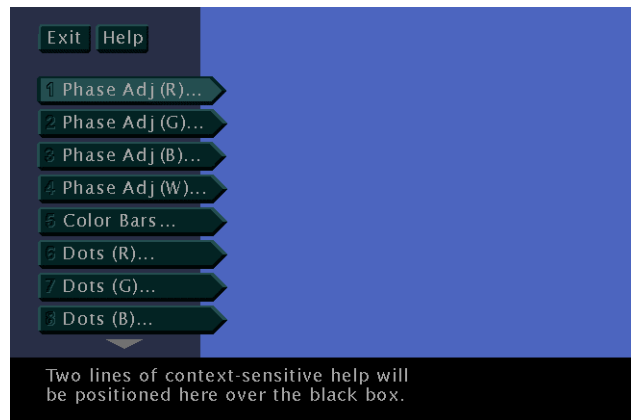 Exit Help
1 Phase Adj (R)...
2 Phase Adj (G)...
3 Phase Adj (B)...
4 Phase Adj (W)...
5 Color Bars...
6 Dots (R)...
7 Dots (G)...
8 Dots (B)...
Two lines of context-sensitive help will
be positioned here over the black box.